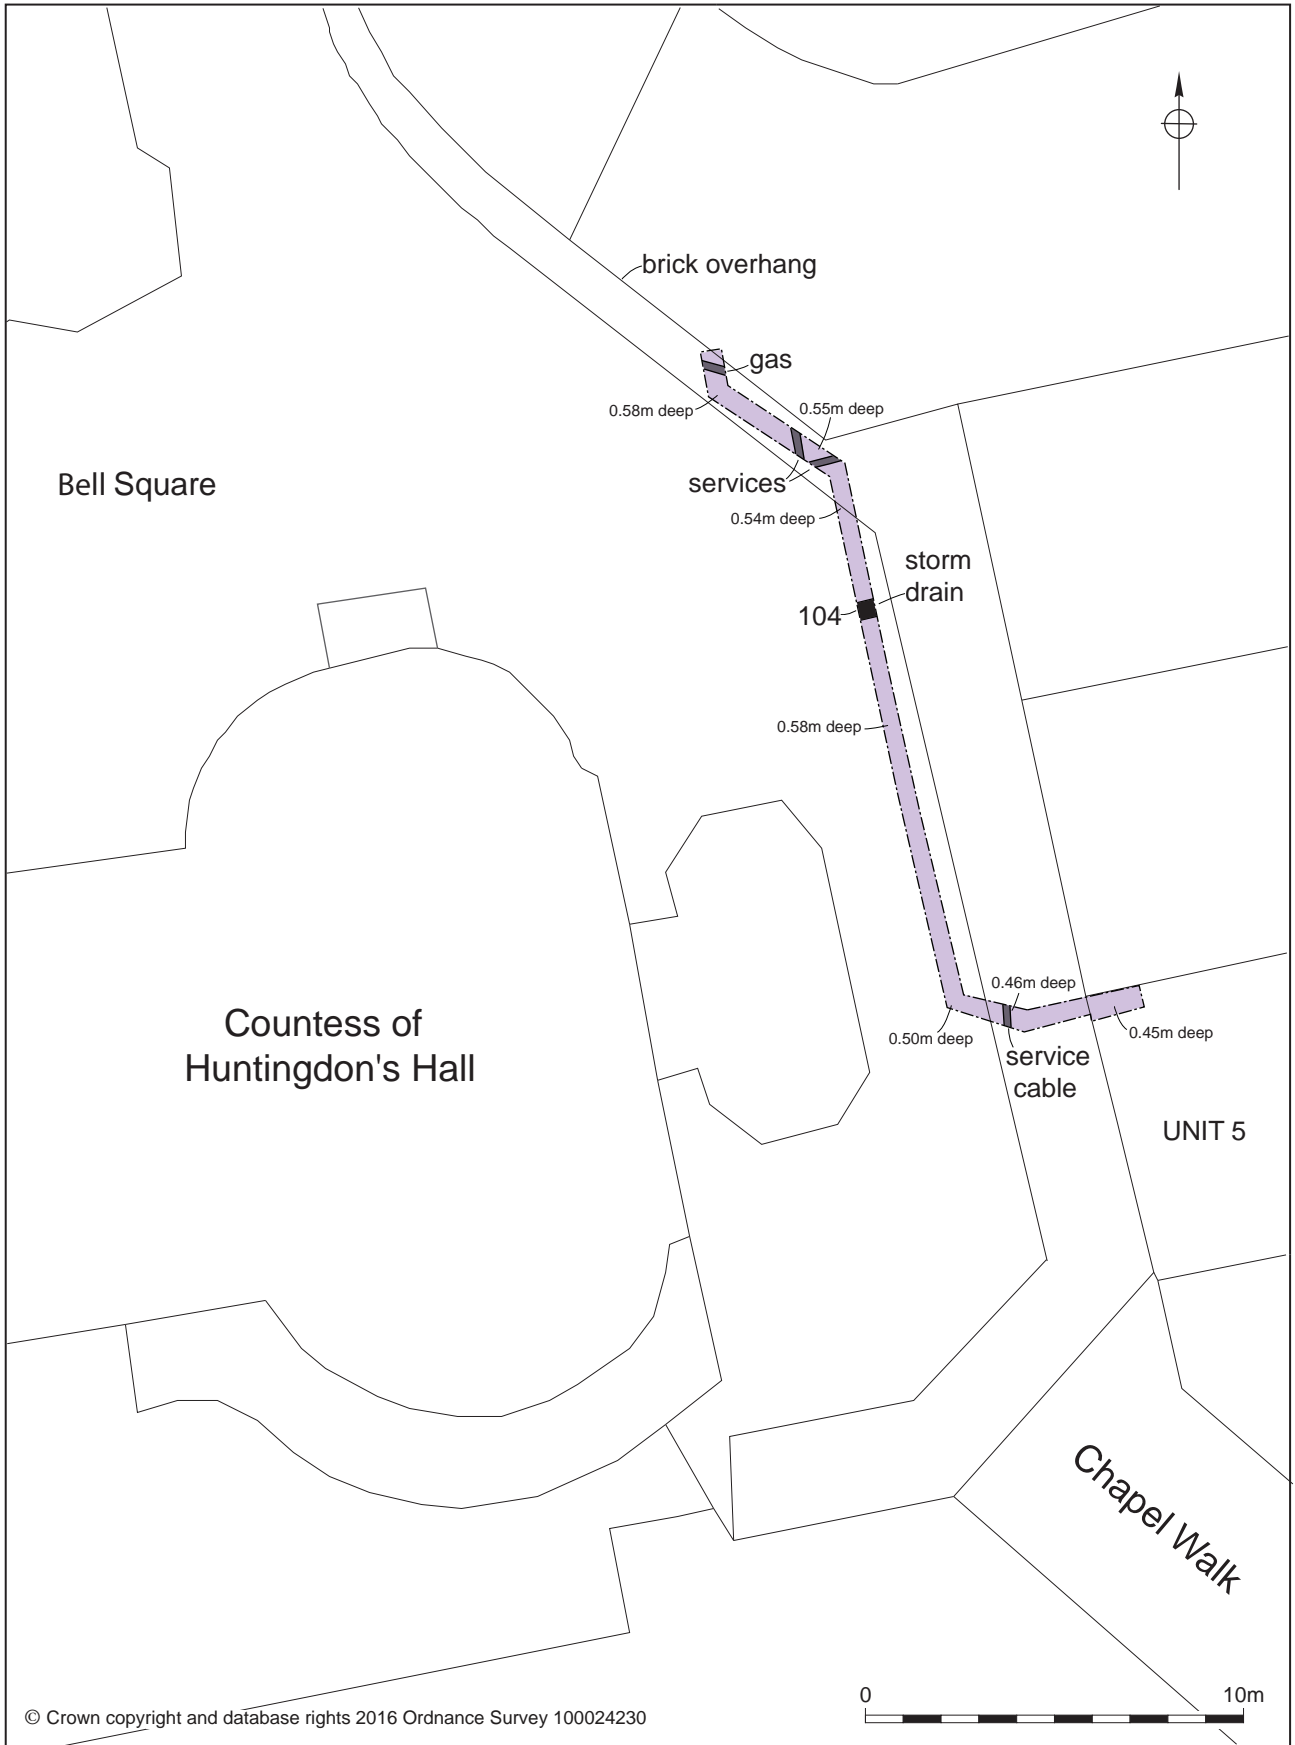 brick overhang
gas
0.58m deep
0.55m deep
Bell Square
services
0.54m deep
storm
drain
104
0.58m deep
0.46m deep
Countess of
Huntingdon's Hall
0.50m deep
0.45m deep
service
cable
UNIT 5
Chapel Walk
0 10m
© Crown copyright and database rights 2016 Ordnance Survey 100024230